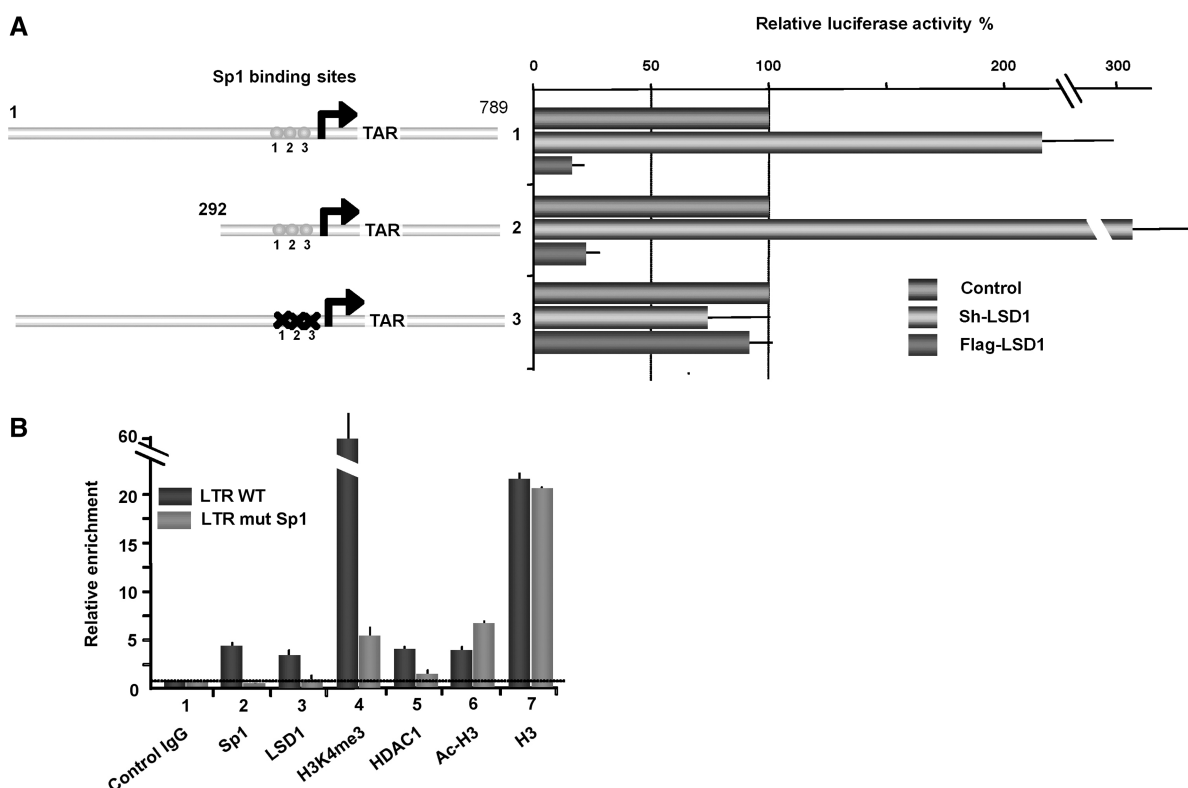 A
Relative luciferase activity %
0 50 100 200 300
Sp1 binding sites
1 789
TAR
1 2 3
1
292
TAR
1 2 3
2
TAR
1 2 3
3
Control
Sh-LSD1
Flag-LSD1
B
Relative enrichment
60
20
15
10
5
0
LTR WT
LTR mut Sp1
1 2 3 4 5 6 7
Control IgG
Sp1
LSD1
H3K4me3
HDAC1
Ac-H3
H3